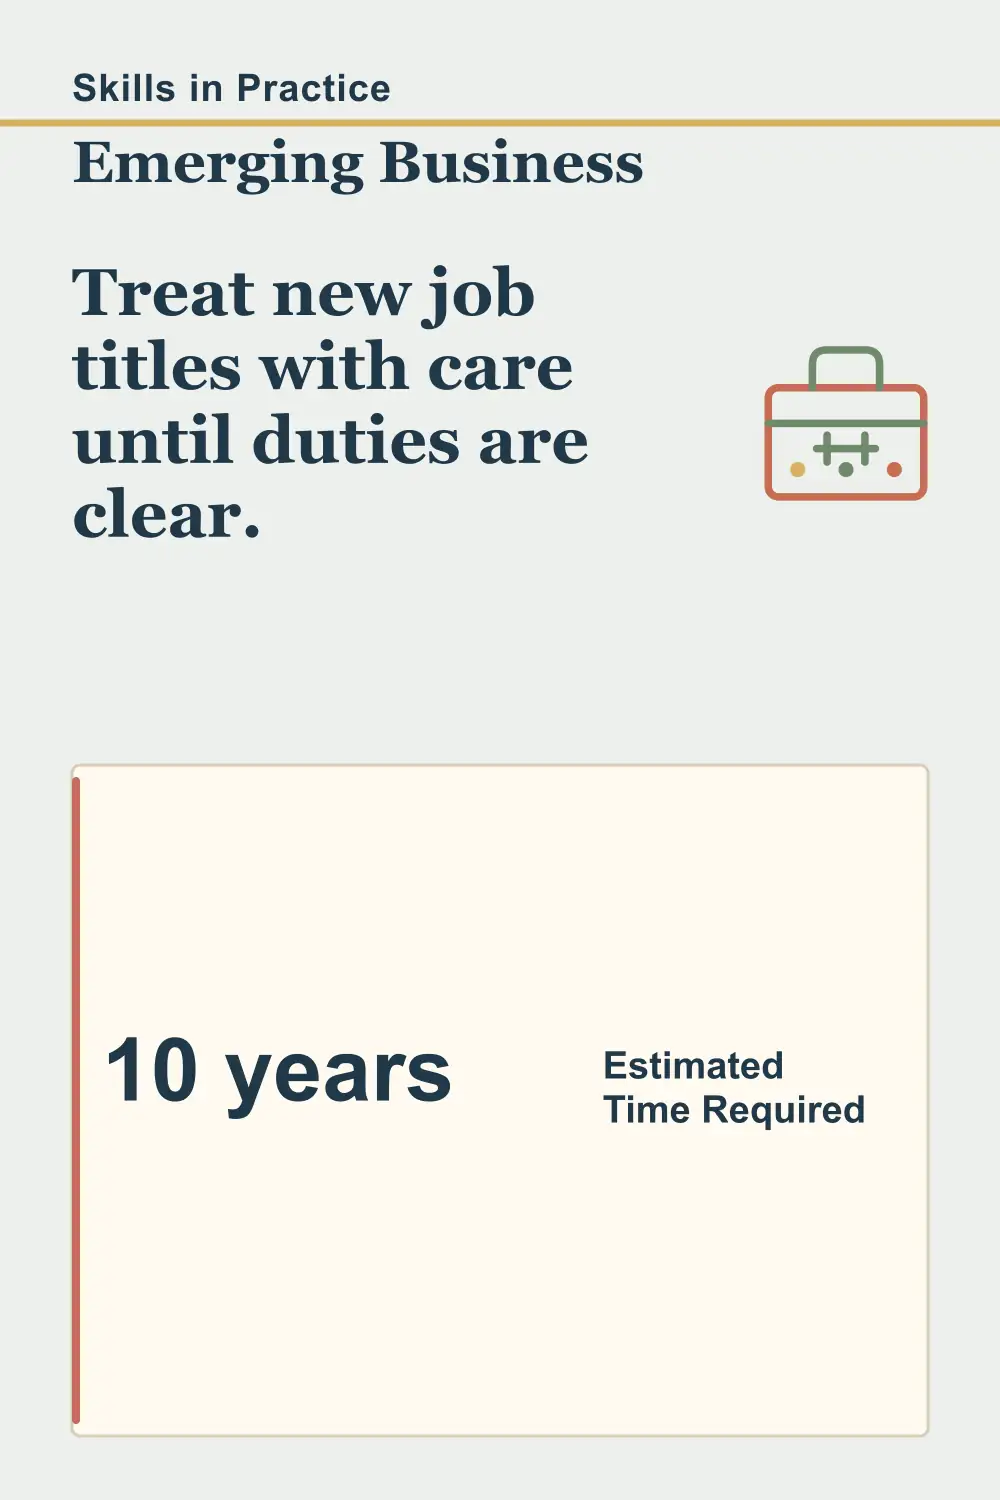 Skills in Practice
Emerging Business
Treat new job
titles with care
until duties are
clear.
10 years
Estimated
Time Required